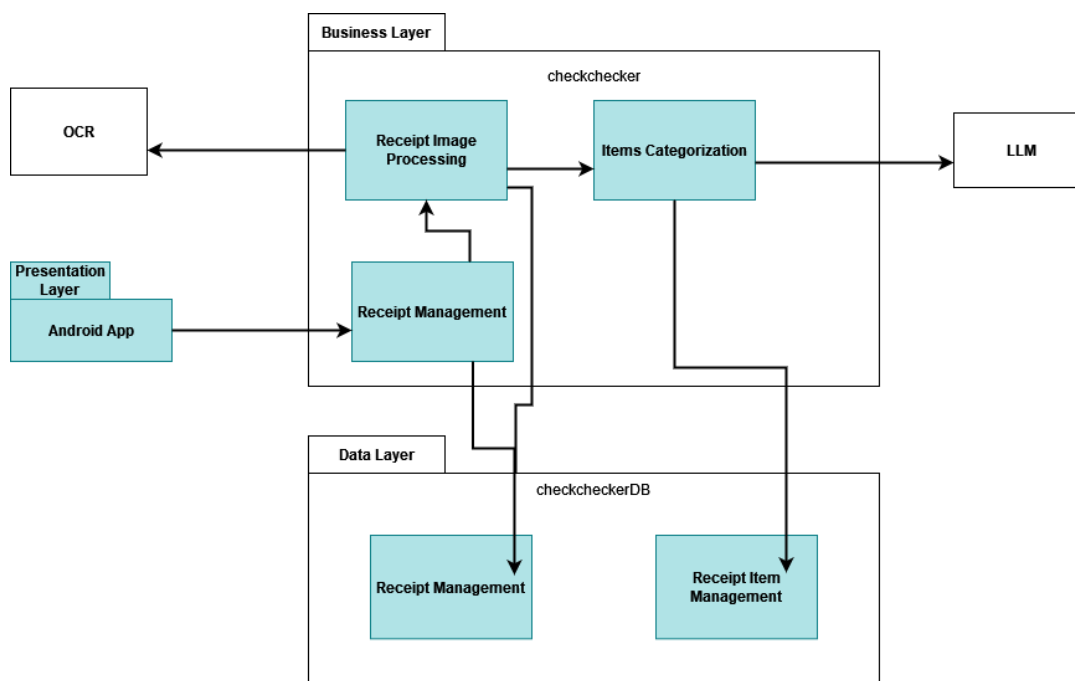 Business Layer
checkchecker
OCR
Receipt Image
Processing
Items Categorization
LLM
Presentation
Layer
Android App
Receipt Management
Data Layer
checkcheckerDB
Receipt Management
Receipt Item
Management